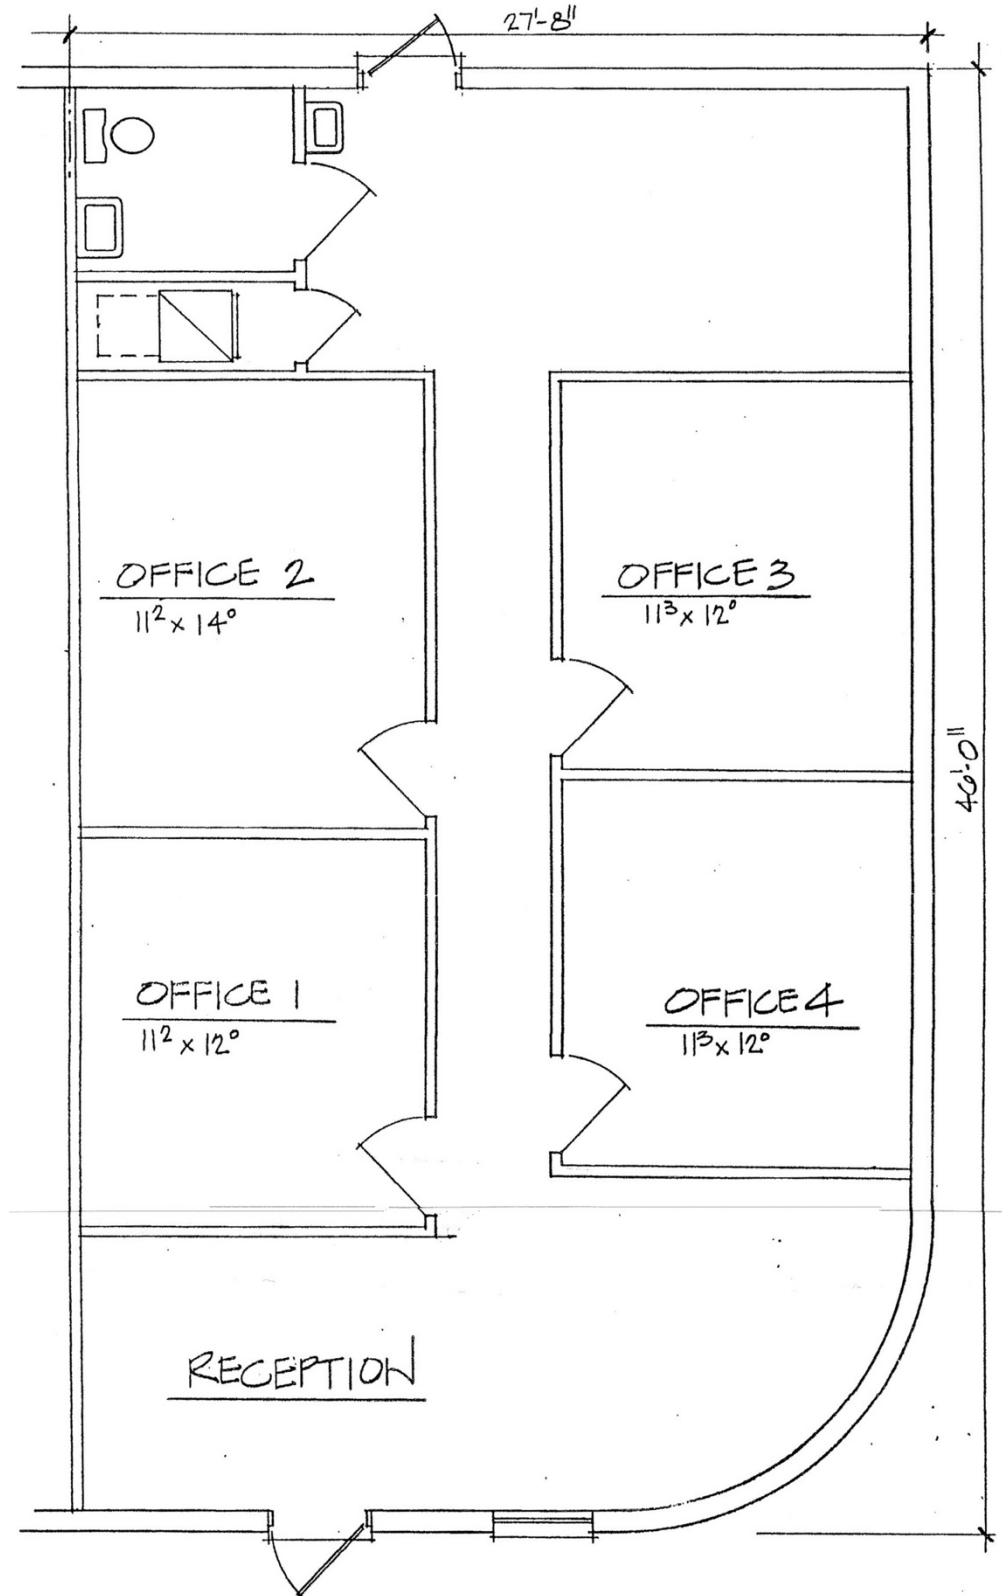 27'-8"
OFFICE 2
11² x 14⁰
OFFICE 3
11³ x 12⁰
46'-0"
OFFICE 1
11² x 12⁰
OFFICE 4
11³ x 12⁰
RECEPTION